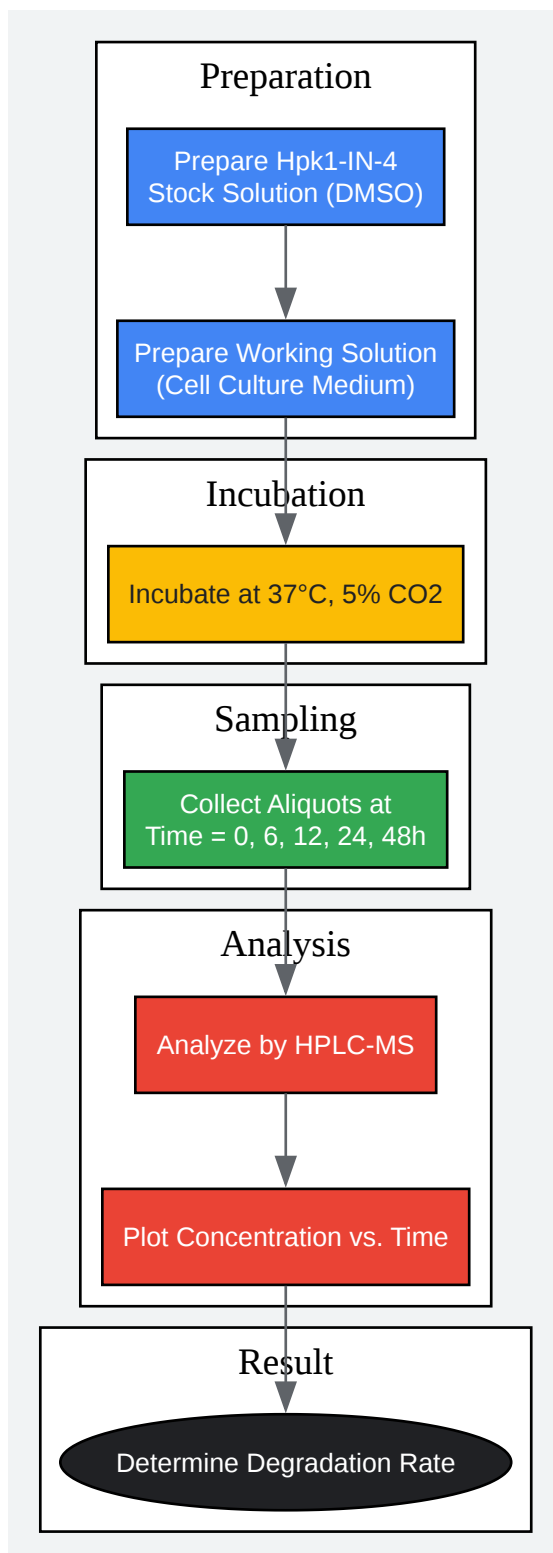 Preparation
Prepare Hpk1-IN-4
Stock Solution (DMSO)
Prepare Working Solution
(Cell Culture Medium)
Incubation
Incubate at 37°C, 5% CO2
Sampling
Collect Aliquots at
Time = 0, 6, 12, 24, 48h
Analysis
Analyze by HPLC-MS
Plot Concentration vs. Time
Result
Determine Degradation Rate